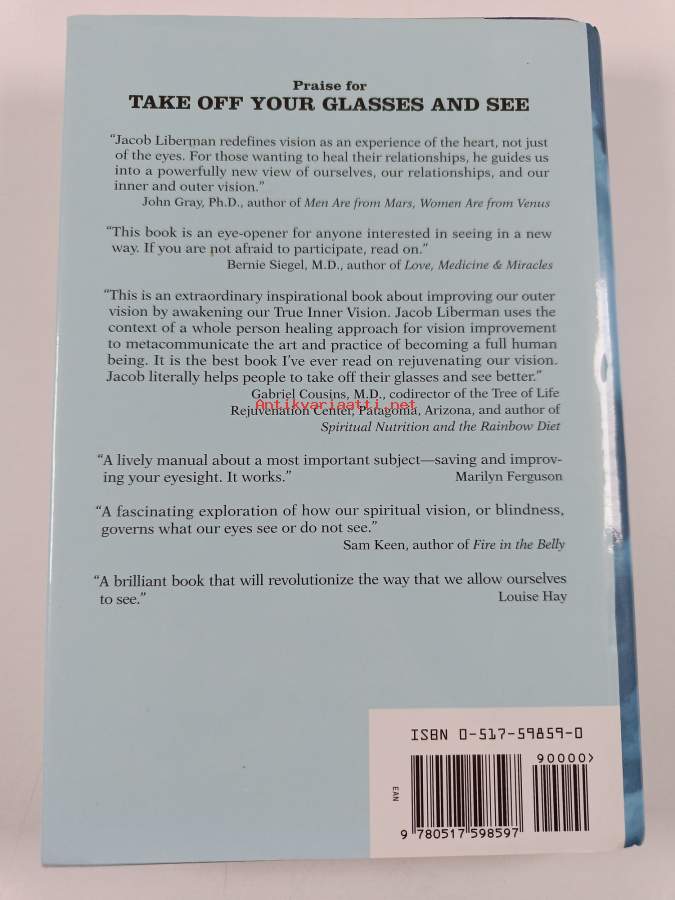 Praise for
TAKE OFF YOUR GLASSES AND SEE
“Jacob Liberman redefines vision as an experience of the heart, not just
of the eyes. For those wanting to heal their relationships, he guides us
into a powerfully new view of ourselves, our relationships, and our
inner and outer vision.”
John Gray, Ph.D., author of Men Are from Mars, Women Are from Venus
“This book is an eye-opener for anyone interested in seeing in a new
way. If you are not afraid to participate, read on.”
Bernie Siegel, M.D., author of Love, Medicine & Miracles
“This is an extraordinary inspirational book about improving our outer
vision by awakening our True Inner Vision. Jacob Liberman uses the
context of a whole person healing approach for vision improvement
to metacommunicate the art and practice of becoming a full human
being. It is the best book I’ve ever read on rejuvenating our vision.
Jacob literally helps people to take off their glasses and see better.”
Gabriel Cousins, M.D., codirector of the Tree of Life
Antikvariaatti.net
Rejuvenation Center, Patagonia, Arizona, and author of
Spiritual Nutrition and the Rainbow Diet
“A lively manual about a most important subject—saving and improv-
ing your eyesight. It works.” Marilyn Ferguson
“A fascinating exploration of how our spiritual vision, or blindness,
governs what our eyes see or do not see.”
Sam Keen, author of Fire in the Belly
“A brilliant book that will revolutionize the way that we allow ourselves
to see.” Louise Hay
ISBN 0-517-59859-0
90000>
EAN
9 780517 598597